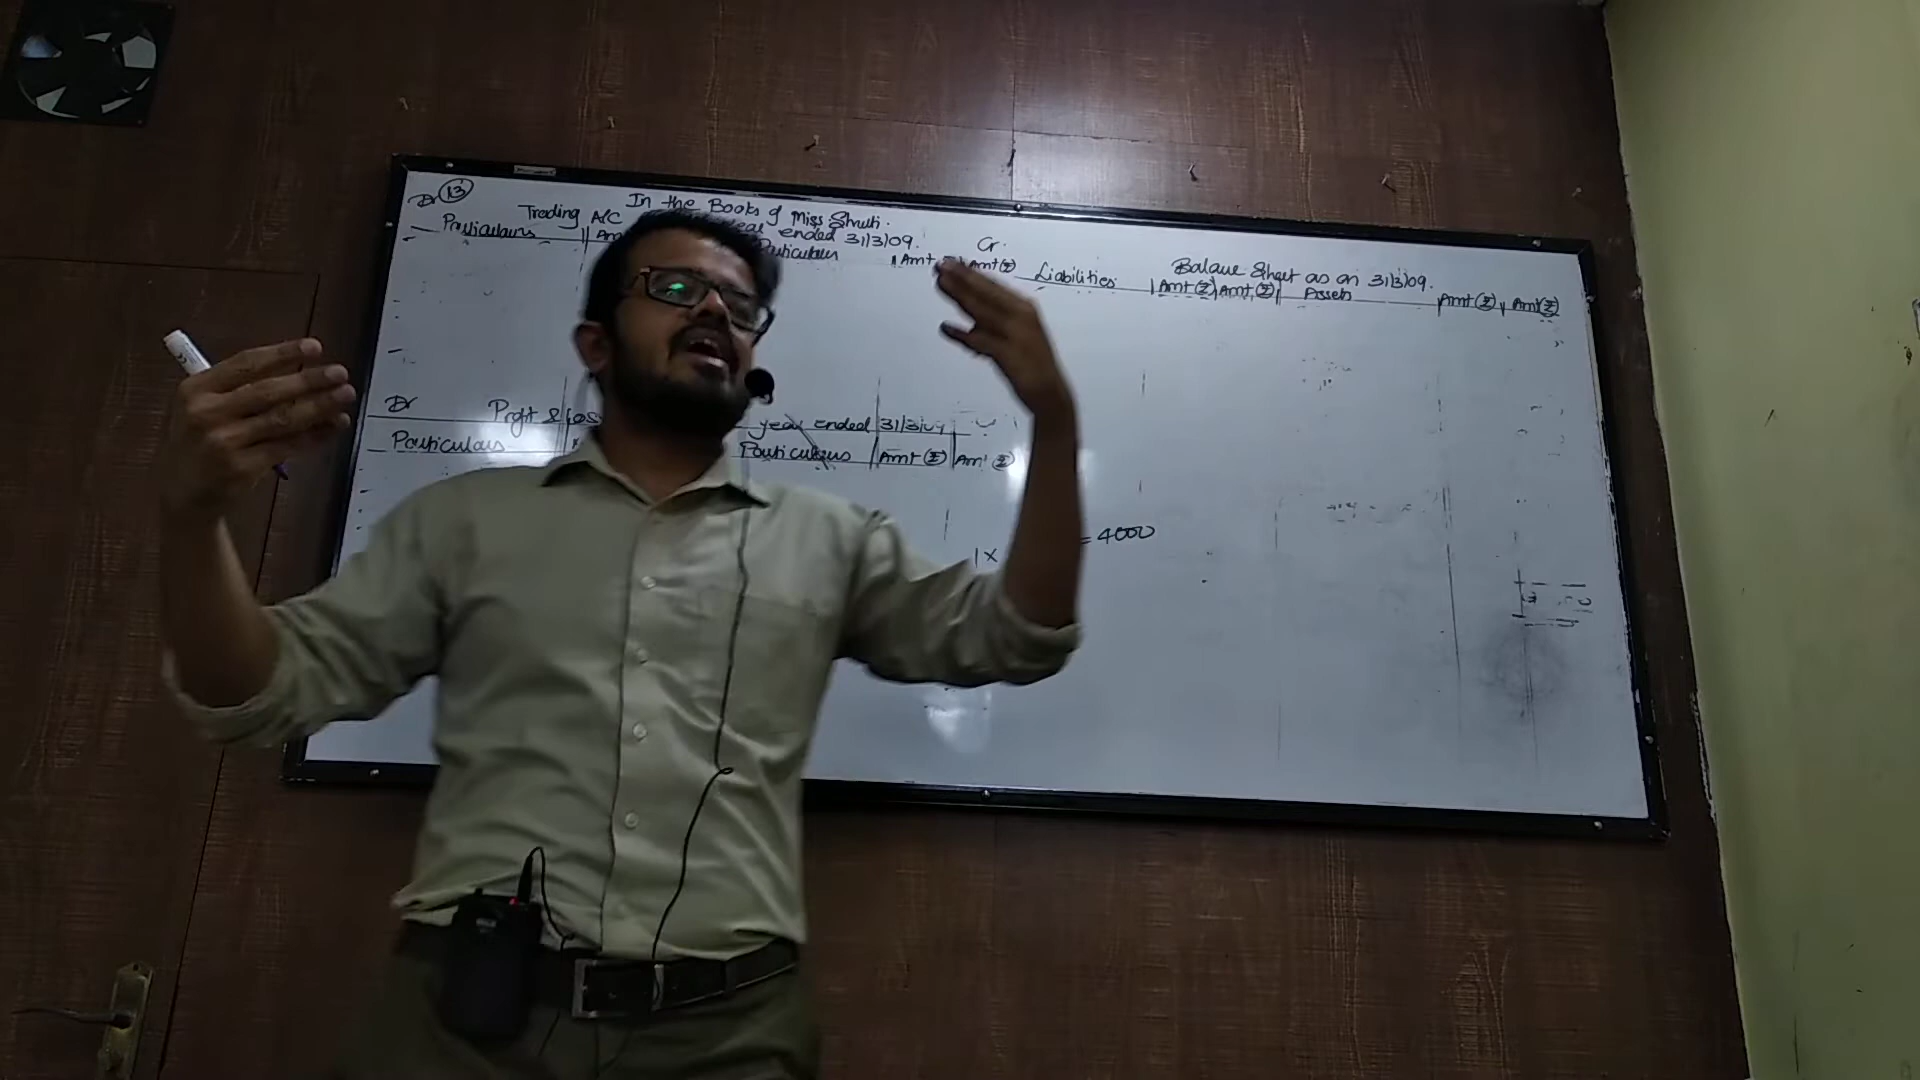 13
In the Books of Miss Shruti.
Dr Trading A/C year ended 31/3/09. Cr.
Particulars Particulars Amt Amt(₹)
Balance Sheet as on 31/3/09.
Liabilities Amt(₹) Amt(₹) Assets Amt(₹) Amt(₹)
Dr Profit & Loss year ended 31/3/09
Particulars Particulars Amt(₹) Amt(₹)
1x = 4000